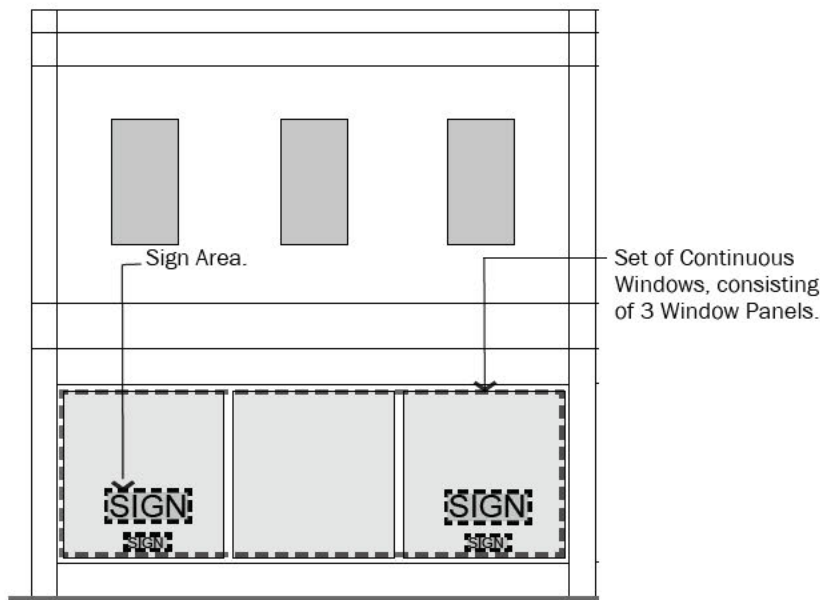 Sign Area.
Set of Continuous
Windows, consisting
of 3 Window Panels.
SIGN
SIGN
SIGN
SIGN